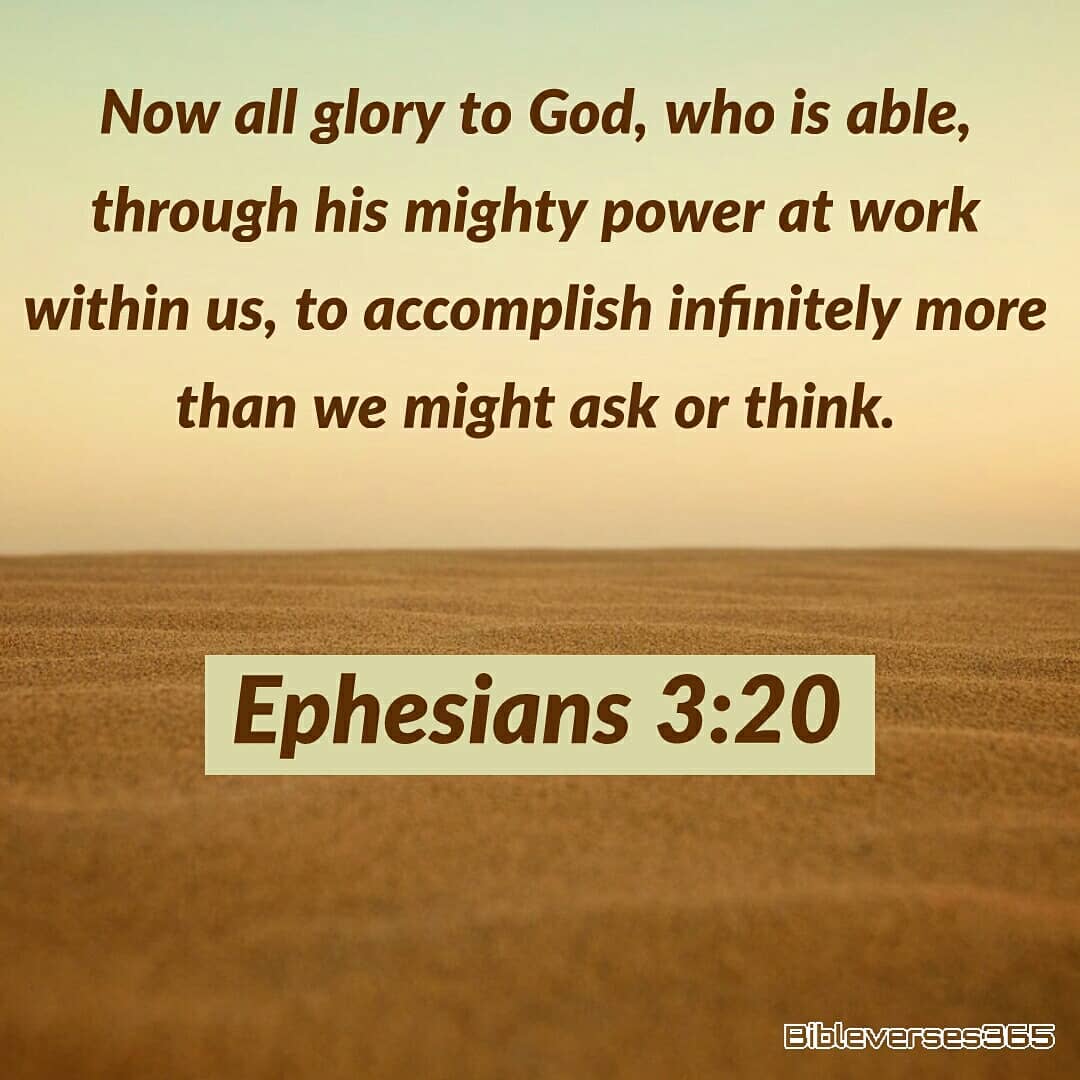 Now all glory to God, who is able,
through his mighty power at work
within us, to accomplish infinitely more
than we might ask or think.
Ephesians 3:20
Bibleverses365